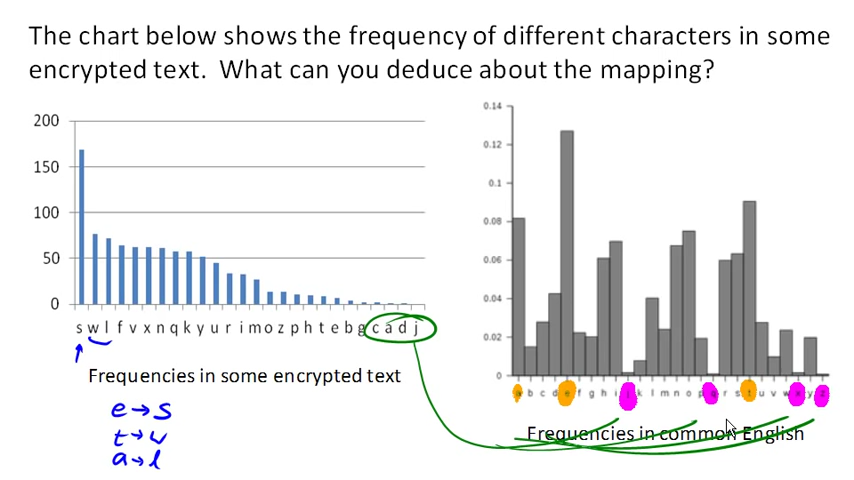 The chart below shows the frequency of different characters in some
encrypted text. What can you deduce about the mapping?
200
150
100
50
0
s w l f v x n q k y u r i m o z p h t e b g c a d j
Frequencies in some encrypted text
e→s
t→w
a→l
0.14
0.12
0.1
0.08
0.06
0.04
0.02
0
a b c d e f g h i j k l m n o p q r s t u v w x y z
Frequencies in common English